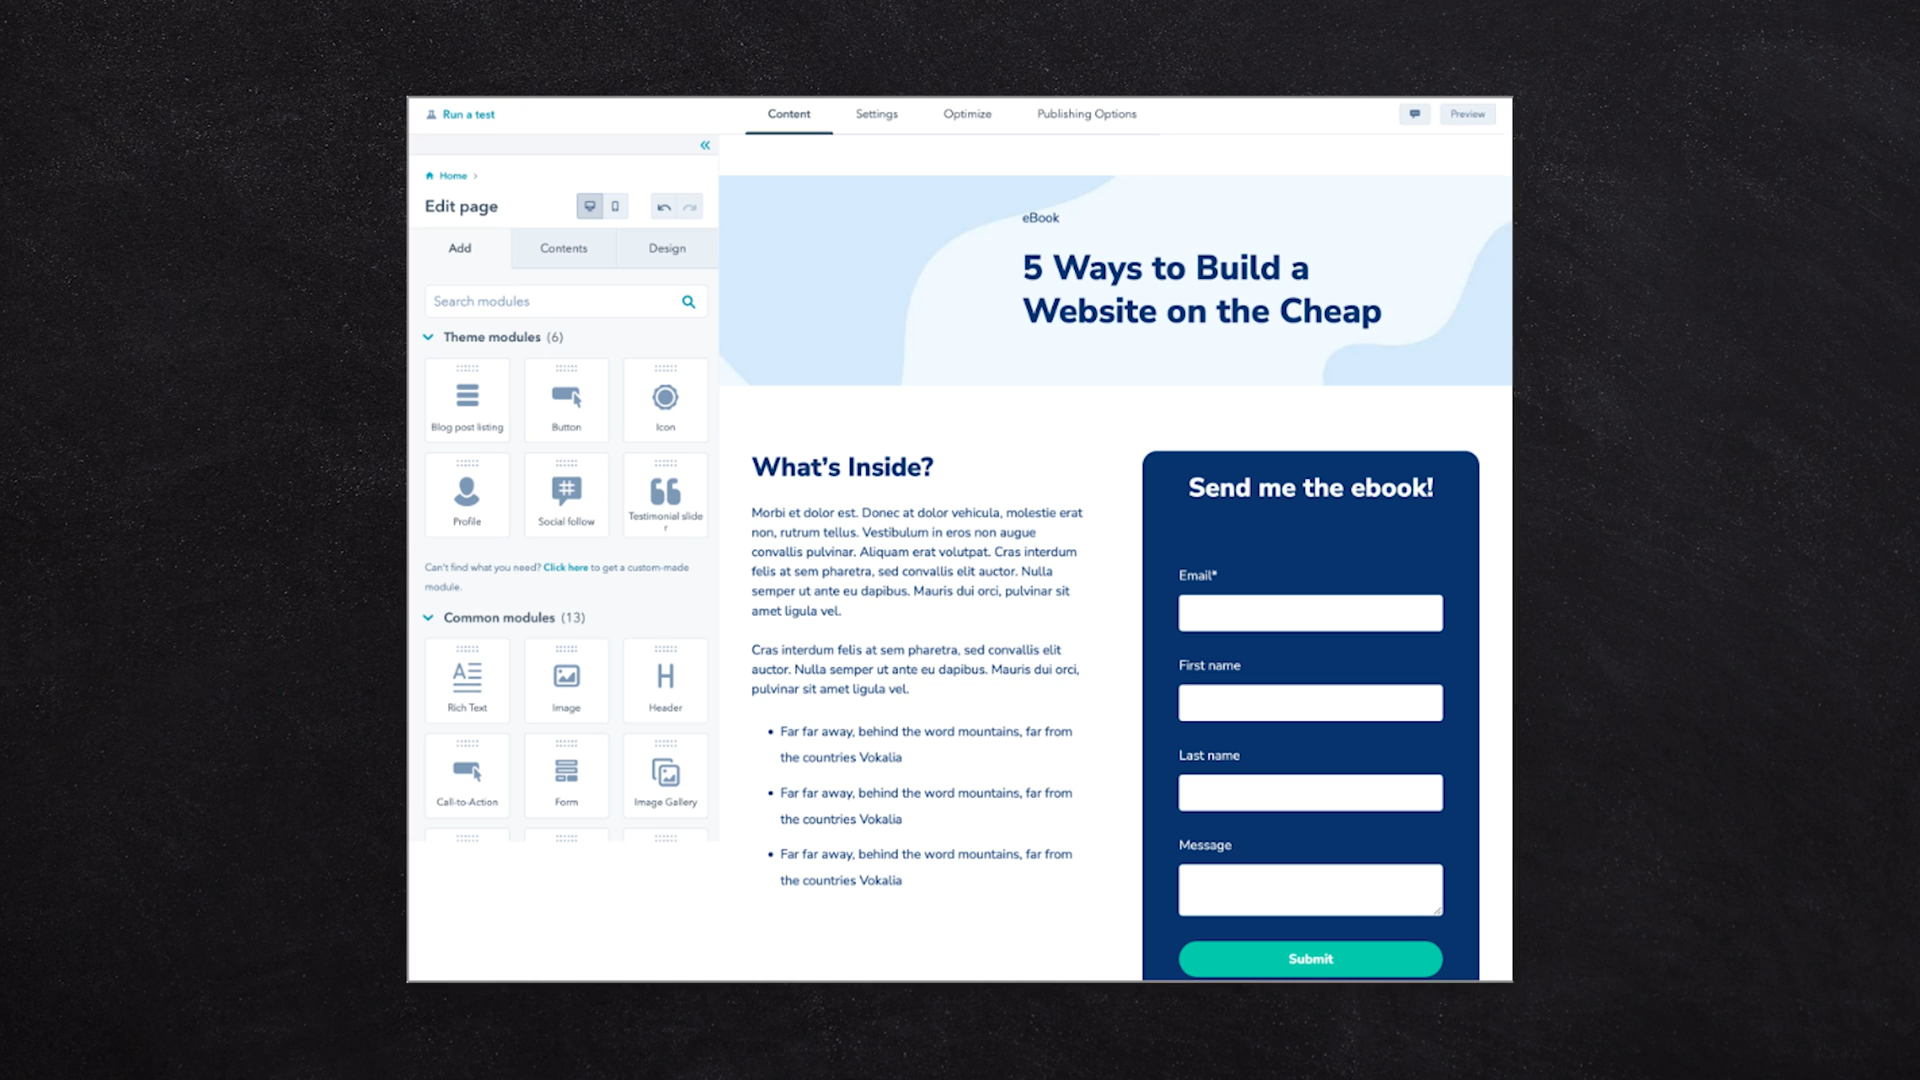 Run a test
Content Settings Optimize Publishing Options
Preview
Home
Edit page
Add Contents Design
Search modules
Theme modules (6)
Blog post listing Button Icon
Profile Social follow Testimonial slide
r
Can't find what you need? Click here to get a custom-made
module.
Common modules (13)
Rich Text Image Header
Call-to-Action Form Image Gallery
eBook
5 Ways to Build a
Website on the Cheap
What's Inside?
Morbi et dolor est. Donec at dolor vehicula, molestie erat
non, rutrum tellus. Vestibulum in eros non augue
convallis pulvinar. Aliquam erat volutpat. Cras interdum
felis at sem pharetra, sed convallis elit auctor. Nulla
semper ut ante eu dapibus. Mauris dui orci, pulvinar sit
amet ligula vel.
Cras interdum felis at sem pharetra, sed convallis elit
auctor. Nulla semper ut ante eu dapibus. Mauris dui orci,
pulvinar sit amet ligula vel.
• Far far away, behind the word mountains, far from
the countries Vokalia
• Far far away, behind the word mountains, far from
the countries Vokalia
• Far far away, behind the word mountains, far from
the countries Vokalia
Send me the ebook!
Email*
First name
Last name
Message
Submit